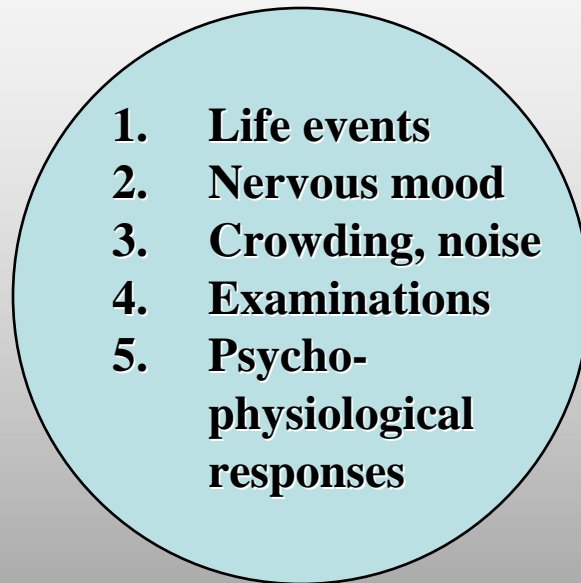 1. Life events
2. Nervous mood
3. Crowding, noise
4. Examinations
5. Psycho-
physiological
responses